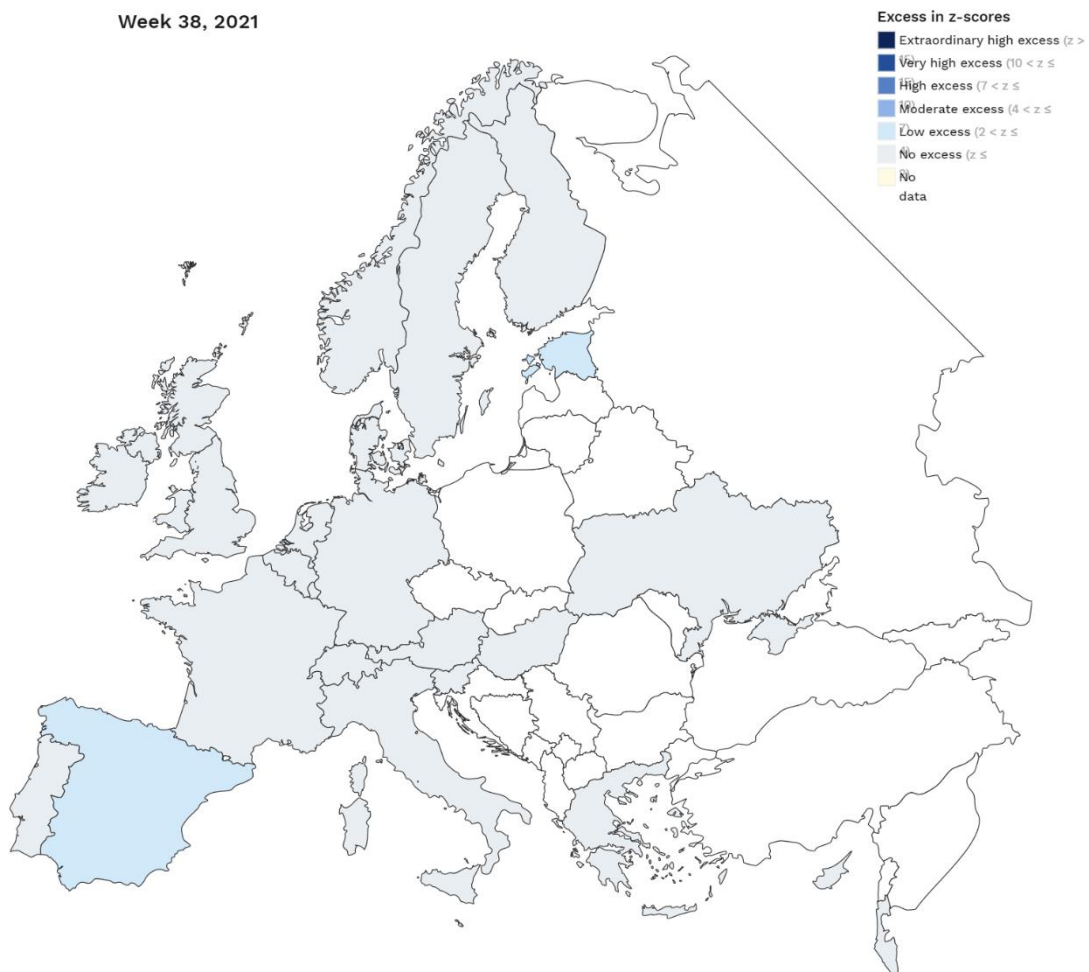 Week 38, 2021
Excess in z-scores
Extraordinary high excess (z >
Very high excess (10 < z ≤
High excess (7 < z ≤
Moderate excess (4 < z ≤
Low excess (2 < z ≤
No excess (z ≤
No
data